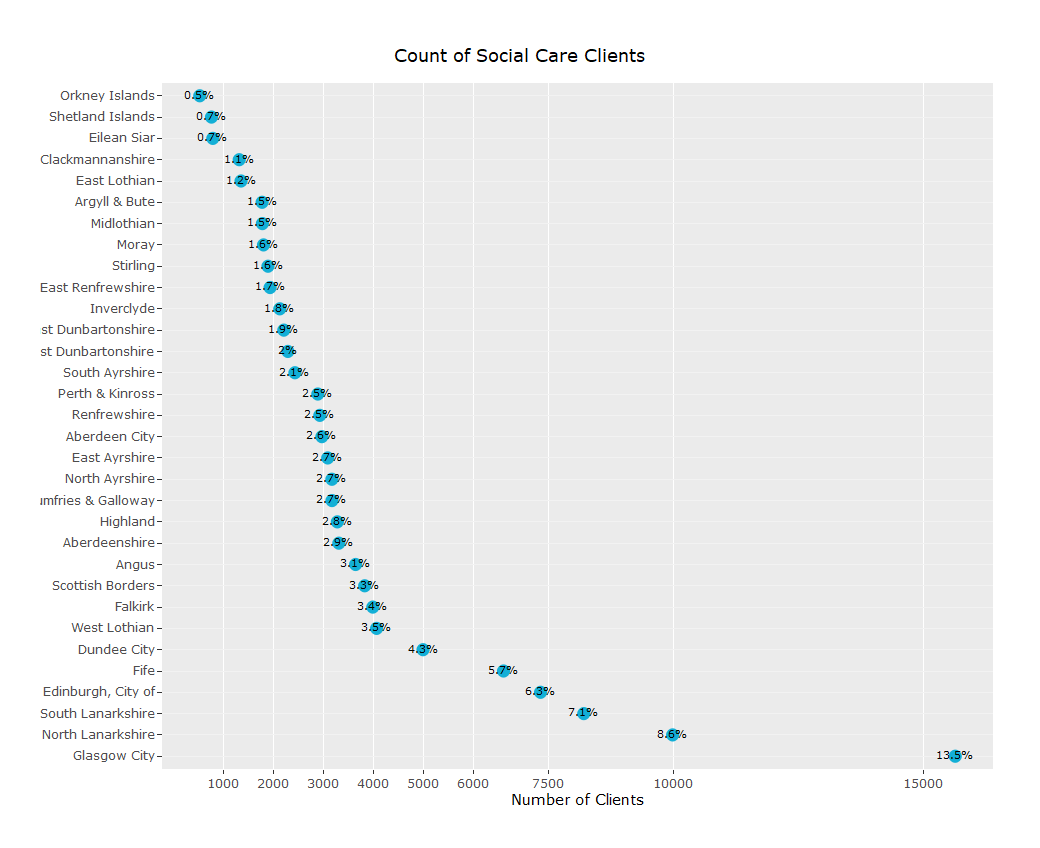 Count of Social Care Clients
Orkney Islands 0.5%
Shetland Islands 0.7%
Eilean Siar 0.7%
Clackmannanshire 1.1%
East Lothian 1.2%
Argyll & Bute 1.5%
Midlothian 1.5%
Moray 1.6%
Stirling 1.6%
East Renfrewshire 1.7%
Inverclyde 1.8%
st Dunbartonshire 1.9%
st Dunbartonshire 2%
South Ayrshire 2.1%
Perth & Kinross 2.5%
Renfrewshire 2.5%
Aberdeen City 2.6%
East Ayrshire 2.7%
North Ayrshire 2.7%
mfries & Galloway 2.7%
Highland 2.8%
Aberdeenshire 2.9%
Angus 3.1%
Scottish Borders 3.3%
Falkirk 3.4%
West Lothian 3.5%
Dundee City 4.3%
Fife 5.7%
Edinburgh, City of 6.3%
South Lanarkshire 7.1%
North Lanarkshire 8.6%
Glasgow City 13.5%
1000 2000 3000 4000 5000 6000 7500 10000 15000
Number of Clients